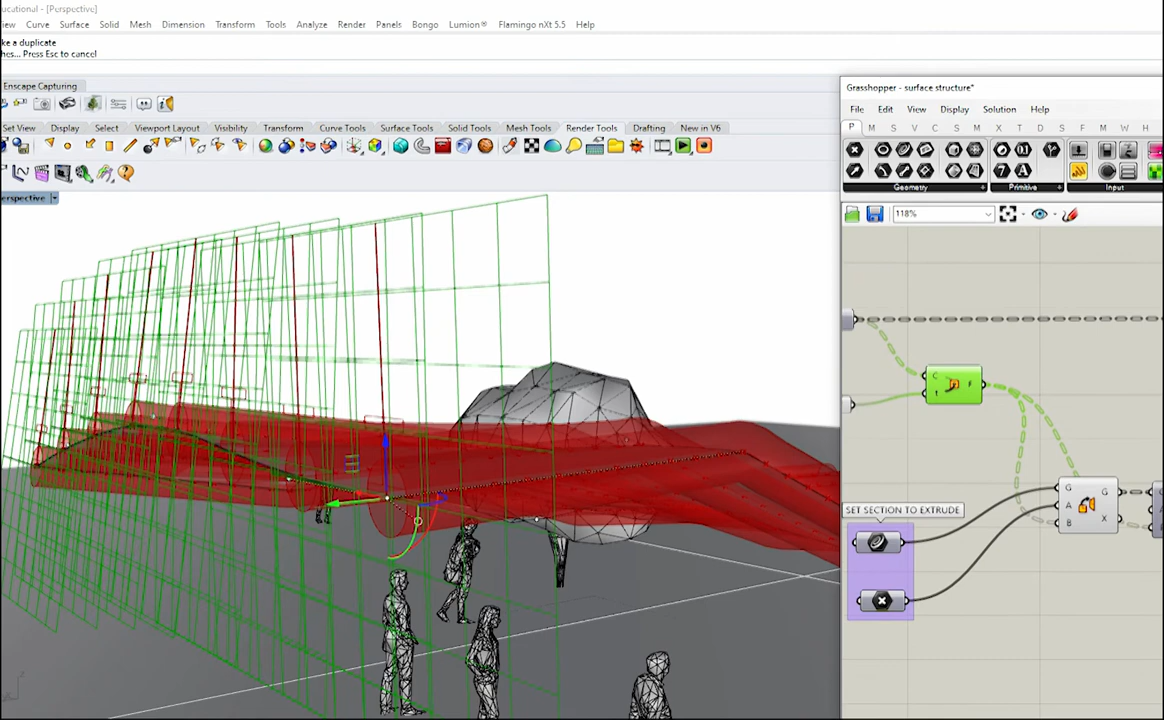 ucational - [Perspective]
iew Curve Surface Solid Mesh Dimension Transform Tools Analyze Render Panels Bongo Lumion® Flamingo nXt 5.5 Help
ke a duplicate
hes... Press Esc to cancel
Enscape Capturing
Set View Display Select Viewport Layout Visibility Transform Curve Tools Surface Tools Solid Tools Mesh Tools Render Tools Drafting New in V6
erspective
Grasshopper - surface structure*
File Edit View Display Solution Help
P M S V C S M X T D S F M W H
Geometry Primitive Input
118%
C T F
G A B G X
SET SECTION TO EXTRUDE